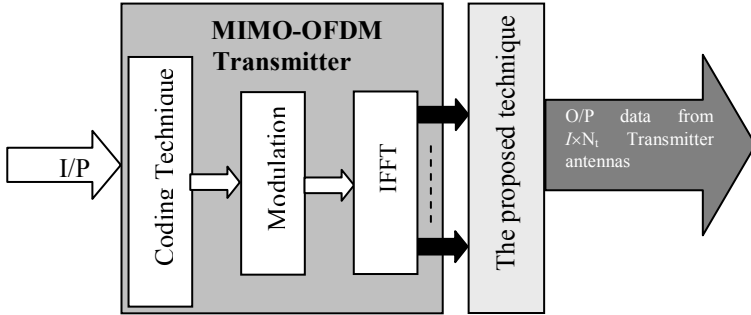 MIMO-OFDM
Transmitter
I/P
Coding Technique
Modulation
IFFT
The proposed technique
O/P data from
I×Nt Transmitter
antennas